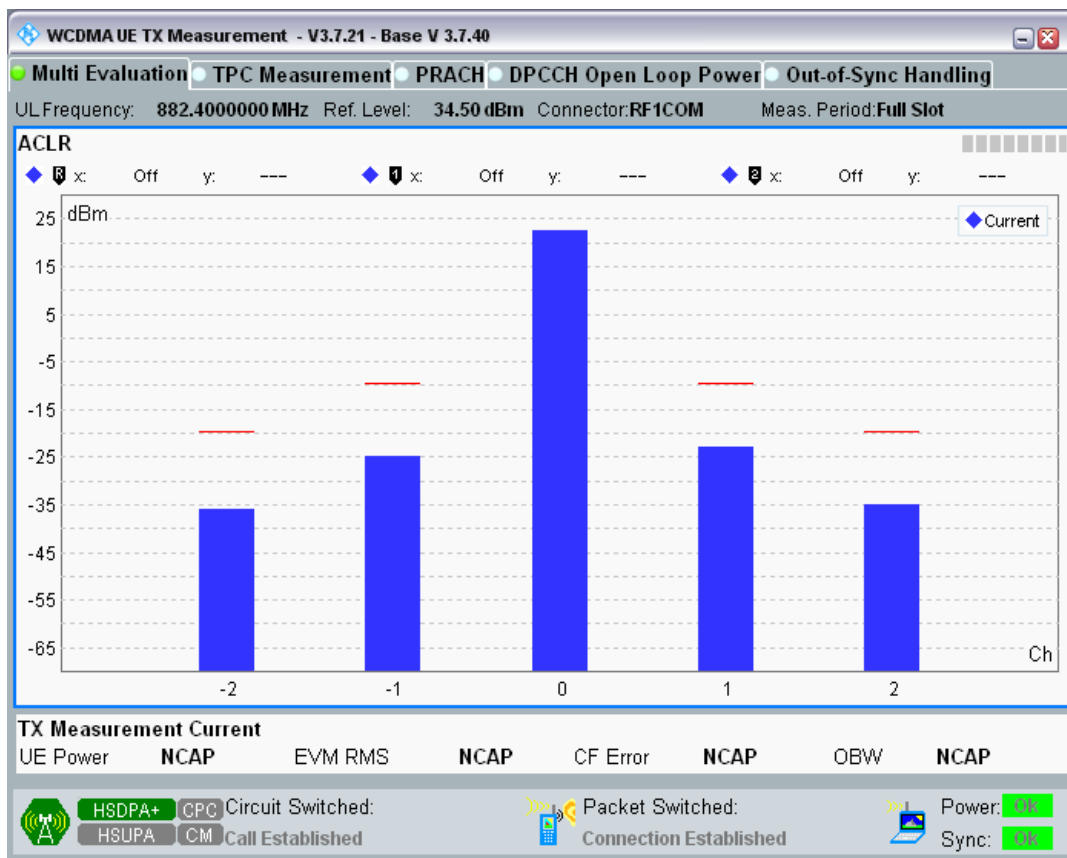 WCDMA UE TX Measurement - V3.7.21 - Base V 3.7.40
Multi Evaluation TPC Measurement PRACH DPCCH Open Loop Power Out-of-Sync Handling
UL Frequency: 882.4000000 MHz Ref. Level: 34.50 dBm Connector:RF1COM Meas. Period:Full Slot
ACLR
R x: Off y: --- 1 x: Off y: --- 2 x: Off y: ---
dBm
Current
25
15
5
-5
-15
-25
-35
-45
-55
-65
Ch
-2 -1 0 1 2
TX Measurement Current
UE Power NCAP EVM RMS NCAP CF Error NCAP OBW NCAP
HSDPA+ CPC Circuit Switched: Packet Switched: Power: Ok
HSUPA CM Call Established Connection Established Sync: Ok